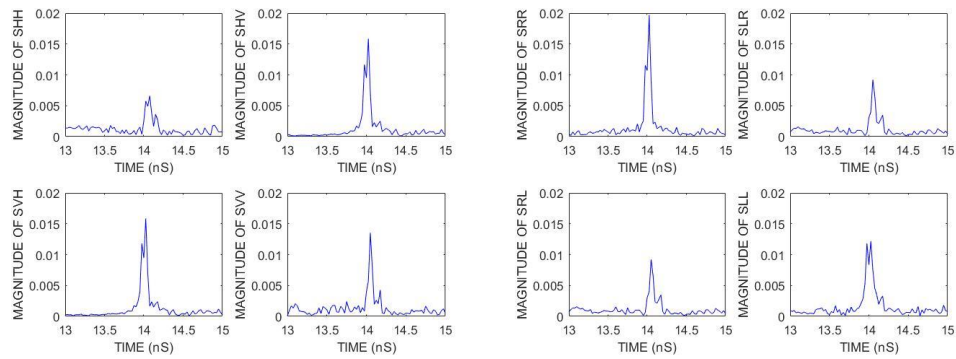 MAGNITUDE OF SHH
0.02
0.015
0.01
0.005
0
13 13.5 14 14.5 15
TIME (nS)
MAGNITUDE OF SHV
0.02
0.015
0.01
0.005
0
13 13.5 14 14.5 15
TIME (nS)
MAGNITUDE OF SRR
0.02
0.015
0.01
0.005
0
13 13.5 14 14.5 15
TIME (nS)
MAGNITUDE OF SLR
0.02
0.015
0.01
0.005
0
13 13.5 14 14.5 15
TIME (nS)
MAGNITUDE OF SVH
0.02
0.015
0.01
0.005
0
13 13.5 14 14.5 15
TIME (nS)
MAGNITUDE OF SVV
0.02
0.015
0.01
0.005
0
13 13.5 14 14.5 15
TIME (nS)
MAGNITUDE OF SRL
0.02
0.015
0.01
0.005
0
13 13.5 14 14.5 15
TIME (nS)
MAGNITUDE OF SLL
0.02
0.015
0.01
0.005
0
13 13.5 14 14.5 15
TIME (nS)